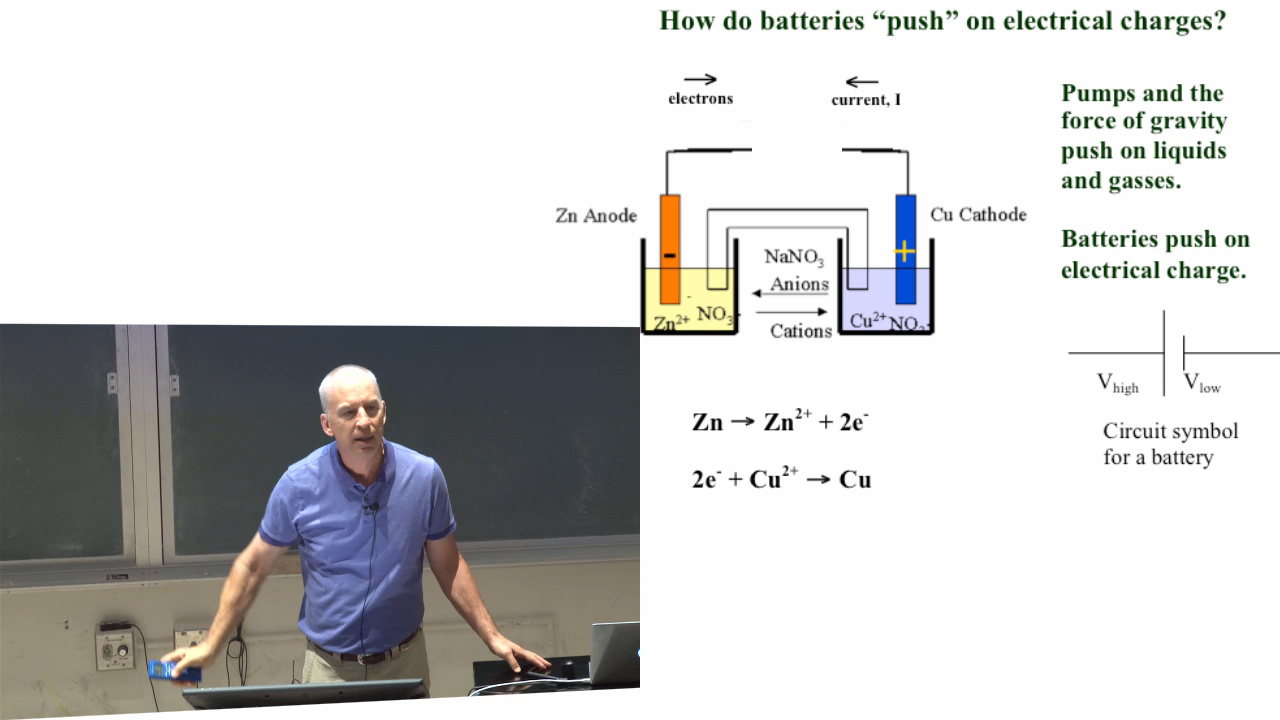 How do batteries “push” on electrical charges?
electrons
current, I
Zn Anode
Cu Cathode
-
+
NaNO3
Anions
Cations
Zn2+ NO3-
Cu2+ NO3-
Zn → Zn2+ + 2e-
2e- + Cu2+ → Cu
Pumps and the
force of gravity
push on liquids
and gasses.
Batteries push on
electrical charge.
Vhigh
Vlow
Circuit symbol
for a battery